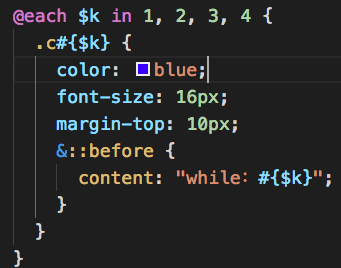 @each $k in 1, 2, 3, 4 {
.c#{$k} {
color: blue;
font-size: 16px;
margin-top: 10px;
&::before {
content: "while: #{$k}";
}
}
}